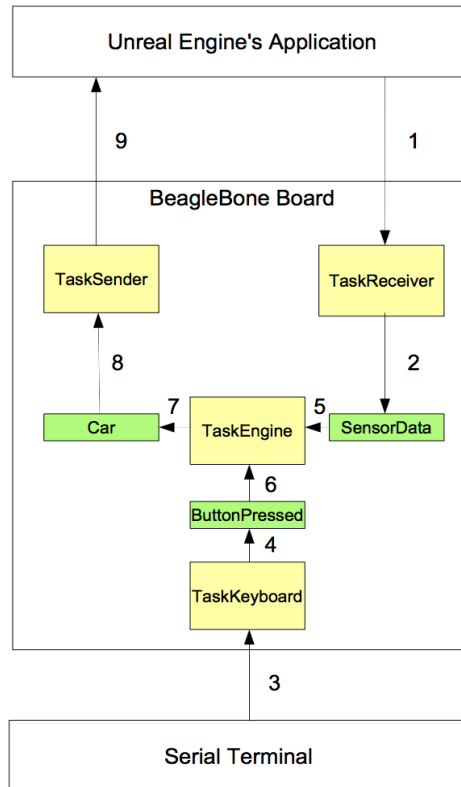 Unreal Engine's Application
9
1
BeagleBone Board
TaskSender
TaskReceiver
8
2
Car
7
TaskEngine
5
SensorData
6
ButtonPressed
4
TaskKeyboard
3
Serial Terminal